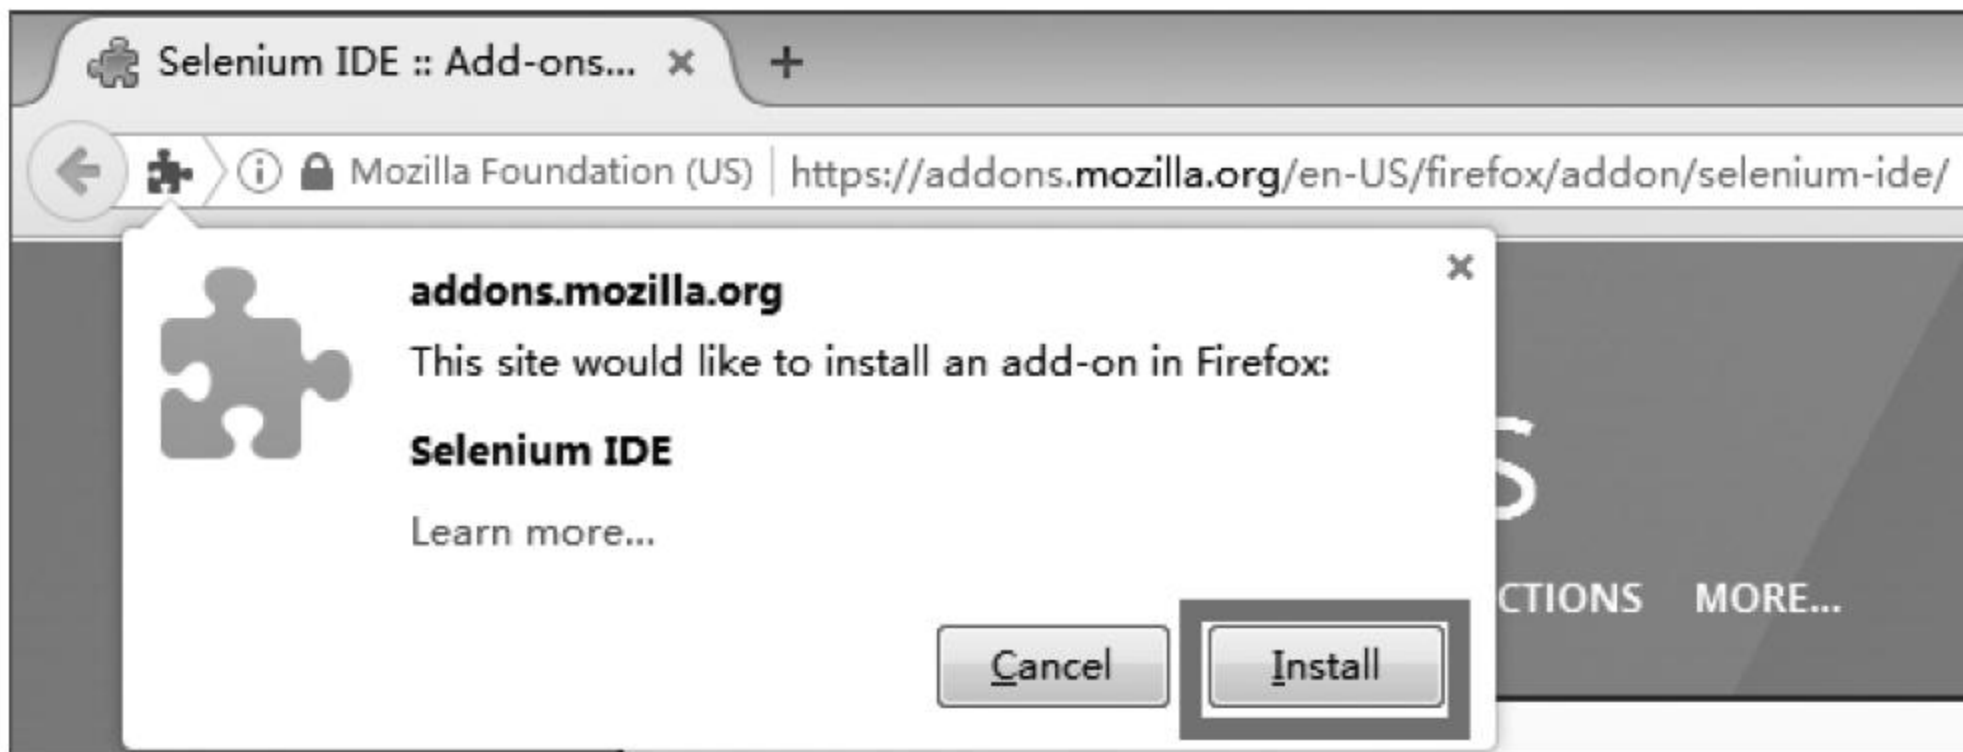 Selenium IDE :: Add-ons...
Mozilla Foundation (US) https://addons.mozilla.org/en-US/firefox/addon/selenium-ide/
addons.mozilla.org
This site would like to install an add-on in Firefox:
Selenium IDE
Learn more...
CTIONS MORE...
Cancel Install